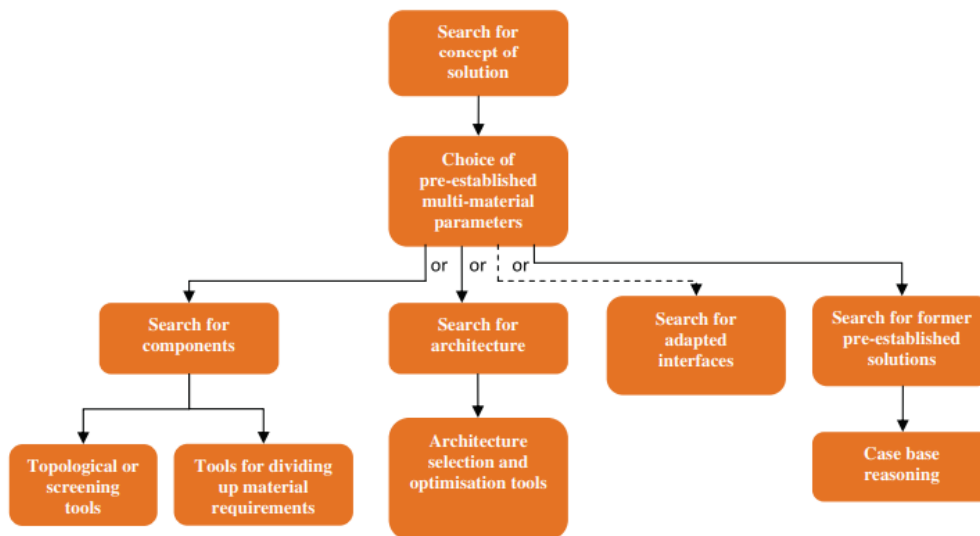 Search for
concept of
solution
Choice of
pre-established
multi-material
parameters
or
or
or
Search for
components
Search for
architecture
Search for
adapted
interfaces
Search for former
pre-established
solutions
Topological or
screening
tools
Tools for dividing
up material
requirements
Architecture
selection and
optimisation tools
Case base
reasoning